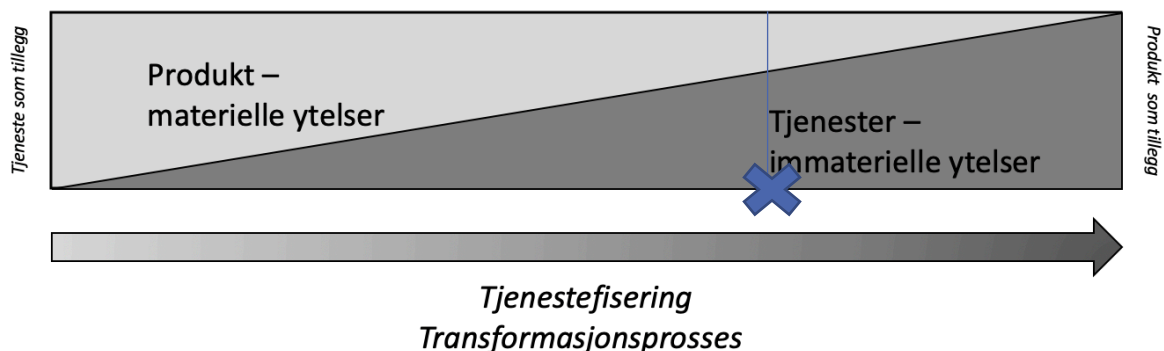 Tjeneste som tillegg
Produkt –
materielle ytelser
Tjenester –
immaterielle ytelser
Produkt som tillegg
Tjenestefisering
Transformasjonsprosses